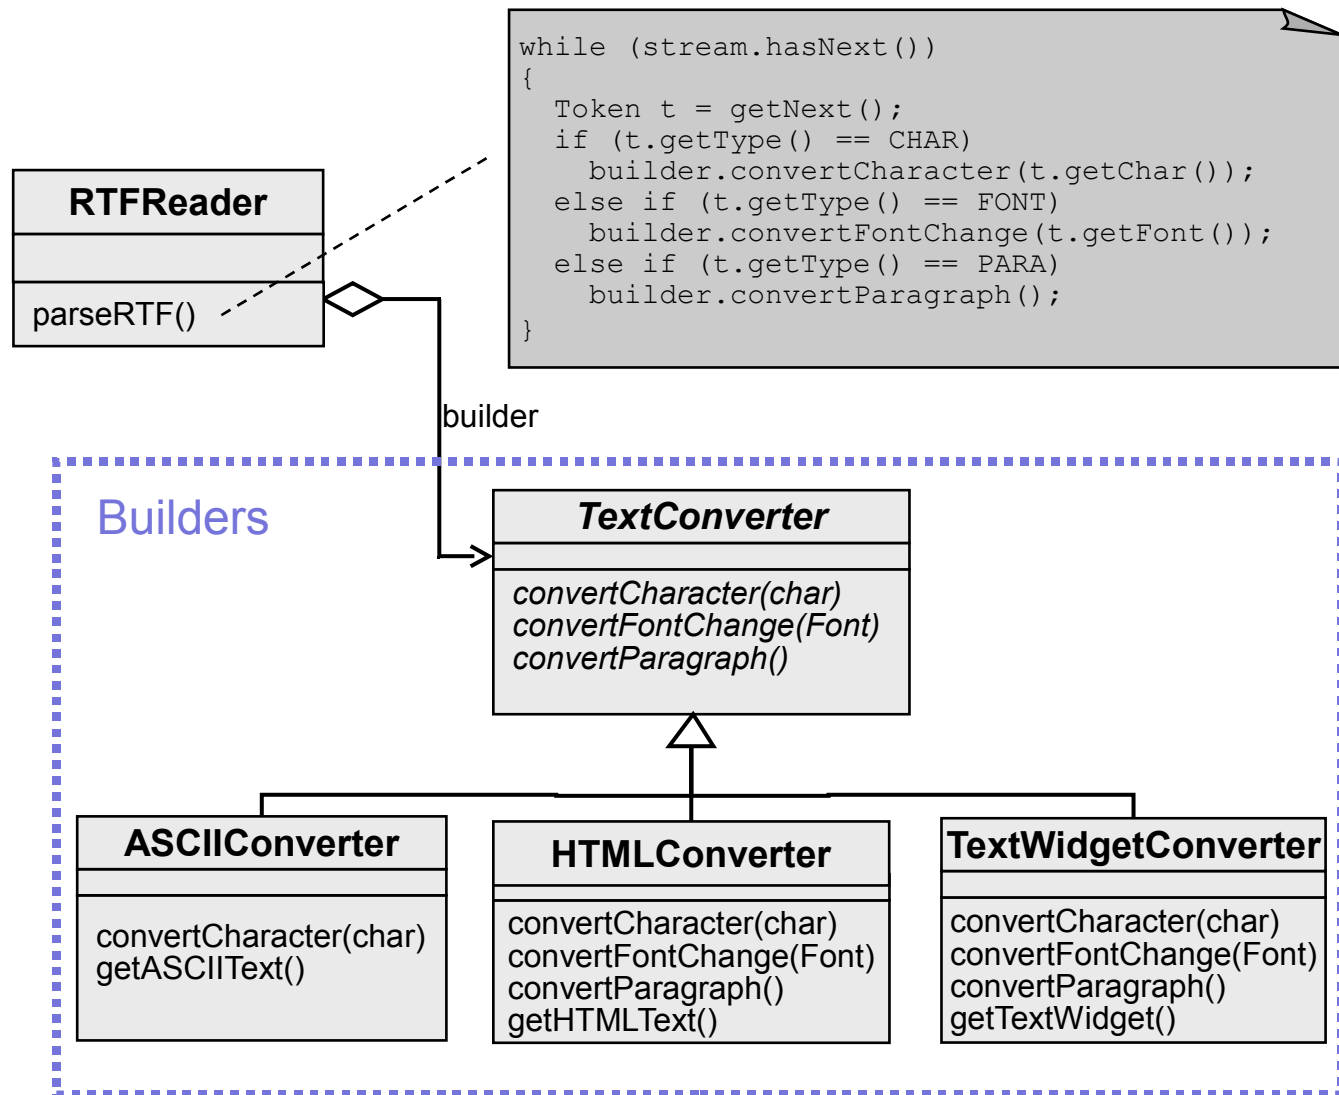 while (stream.hasNext())
{
Token t = getNext();
if (t.getType() == CHAR)
builder.convertCharacter(t.getChar());
else if (t.getType() == FONT)
builder.convertFontChange(t.getFont());
else if (t.getType() == PARA)
builder.convertParagraph();
}
RTFReader
parseRTF()
builder
Builders
TextConverter
convertCharacter(char)
convertFontChange(Font)
convertParagraph()
ASCIIConverter
convertCharacter(char)
getASCIIText()
HTMLConverter
convertCharacter(char)
convertFontChange(Font)
convertParagraph()
getHTMLText()
TextWidgetConverter
convertCharacter(char)
convertFontChange(Font)
convertParagraph()
getTextWidget()